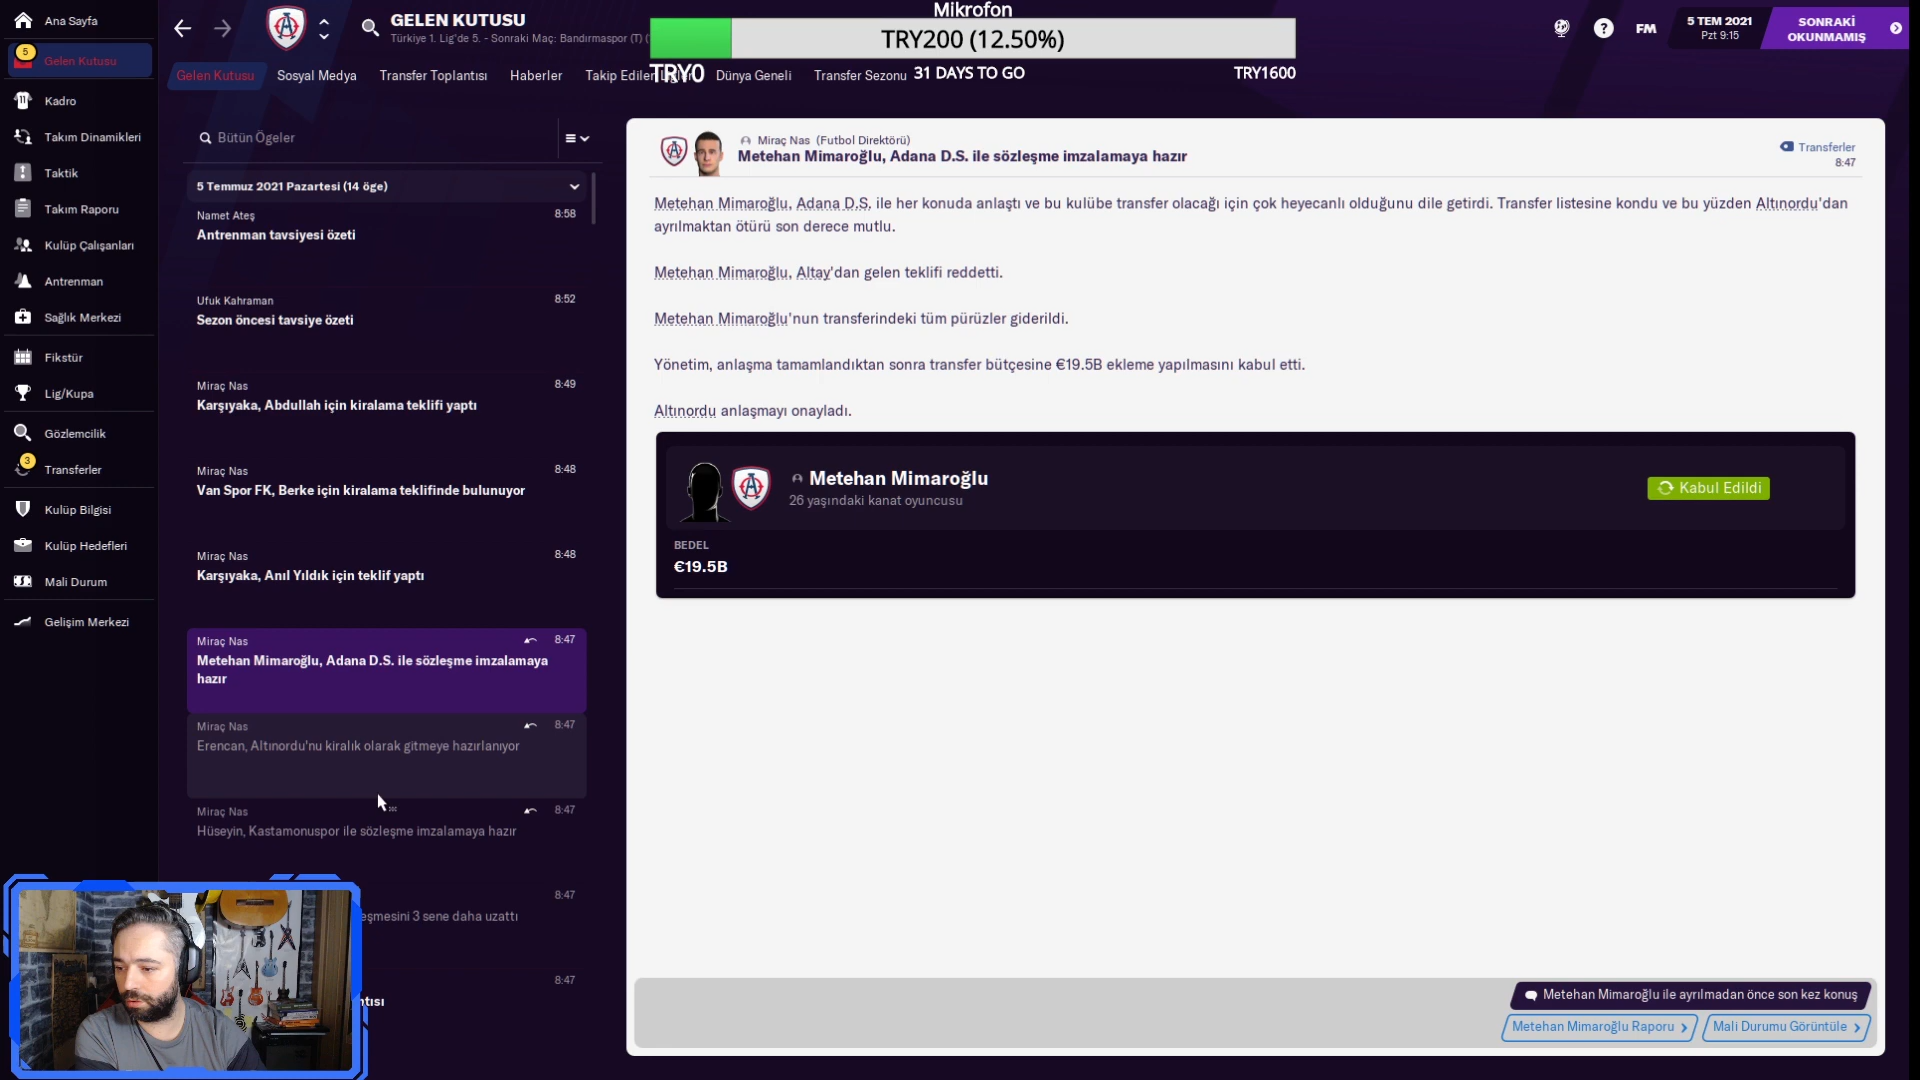 Ana Sayfa
5
Gelen Kutusu
Kadro
Takım Dinamikleri
Taktik
Takım Raporu
Kulüp Çalışanları
Antrenman
Sağlık Merkezi
Fikstür
Lig/Kupa
Gözlemcilik
3
Transferler
Kulüp Bilgisi
Kulüp Hedefleri
Mali Durum
Gelişim Merkezi
GELEN KUTUSU
Türkiye 1. Lig'de 5. - Sonraki Maç: Bandırmaspor (T)
Mikrofon
TRY200 (12.50%)
TRY0
31 DAYS TO GO
TRY1600
FM
5 TEM 2021
Pzt 9:15
SONRAKİ
OKUNMAMIŞ
Gelen Kutusu
Sosyal Medya
Transfer Toplantısı
Haberler
Takip Edilen
Dünya Geneli
Transfer Sezonu
Bütün Ögeler
5 Temmuz 2021 Pazartesi (14 öge)
Namet Ateş 8:58
Antrenman tavsiyesi özeti
Ufuk Kahraman 8:52
Sezon öncesi tavsiye özeti
Miraç Nas 8:49
Karşıyaka, Abdullah için kiralama teklifi yaptı
Miraç Nas 8:48
Van Spor FK, Berke için kiralama teklifinde bulunuyor
Miraç Nas 8:48
Karşıyaka, Anıl Yıldık için teklif yaptı
Miraç Nas 8:47
Metehan Mimaroğlu, Adana D.S. ile sözleşme imzalamaya
hazır
Miraç Nas 8:47
Erencan, Altınordu'nu kiralık olarak gitmeye hazırlanıyor
Miraç Nas 8:47
Hüseyin, Kastamonuspor ile sözleşme imzalamaya hazır
8:47
eşmesini 3 sene daha uzattı
8:47
ntısı
Miraç Nas (Futbol Direktörü)
Metehan Mimaroğlu, Adana D.S. ile sözleşme imzalamaya hazır
Transferler
8:47
Metehan Mimaroğlu, Adana D.S. ile her konuda anlaştı ve bu kulübe transfer olacağı için çok heyecanlı olduğunu dile getirdi. Transfer listesine kondu ve bu yüzden Altınordu'dan
ayrılmaktan ötürü son derece mutlu.
Metehan Mimaroğlu, Altay'dan gelen teklifi reddetti.
Metehan Mimaroğlu'nun transferindeki tüm pürüzler giderildi.
Yönetim, anlaşma tamamlandıktan sonra transfer bütçesine €19.5B ekleme yapılmasını kabul etti.
Altınordu anlaşmayı onayladı.
Metehan Mimaroğlu
26 yaşındaki kanat oyuncusu
Kabul Edildi
BEDEL
€19.5B
Metehan Mimaroğlu ile ayrılmadan önce son kez konuş
Metehan Mimaroğlu Raporu
Mali Durumu Görüntüle